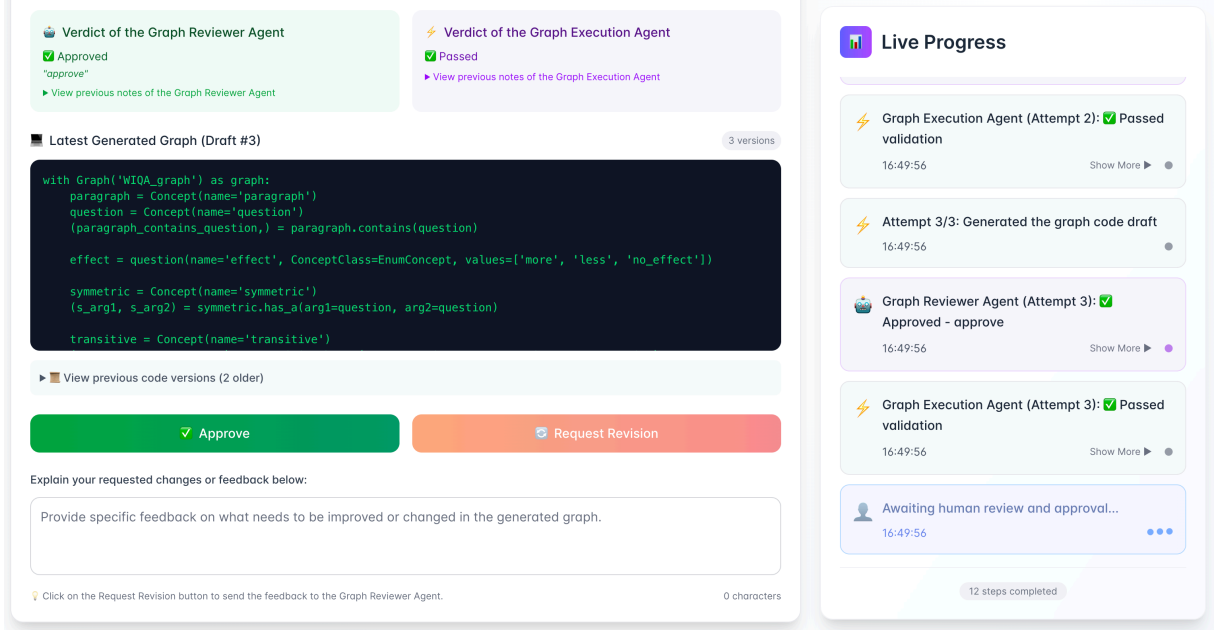 Verdict of the Graph Reviewer Agent
✅ Approved
"approve"
▶ View previous notes of the Graph Reviewer Agent
⚡ Verdict of the Graph Execution Agent
✅ Passed
▶ View previous notes of the Graph Execution Agent
Latest Generated Graph (Draft #3)
3 versions
with Graph('WIQA_graph') as graph:
    paragraph = Concept(name='paragraph')
    question = Concept(name='question')
    (paragraph_contains_question,) = paragraph.contains(question)
    effect = question(name='effect', ConceptClass=EnumConcept, values=['more', 'less', 'no_effect'])
    symmetric = Concept(name='symmetric')
    (s_arg1, s_arg2) = symmetric.has_a(arg1=question, arg2=question)
    transitive = Concept(name='transitive')
▶ View previous code versions (2 older)
✅ Approve
Request Revision
Explain your requested changes or feedback below:
Provide specific feedback on what needs to be improved or changed in the generated graph.
Click on the Request Revision button to send the feedback to the Graph Reviewer Agent.
0 characters
Live Progress
Graph Execution Agent (Attempt 2): ✅ Passed
validation
16:49:56
Show More ▶
Attempt 3/3: Generated the graph code draft
16:49:56
Graph Reviewer Agent (Attempt 3): ✅
Approved - approve
16:49:56
Show More ▶
Graph Execution Agent (Attempt 3): ✅ Passed
validation
16:49:56
Show More ▶
Awaiting human review and approval...
16:49:56
12 steps completed